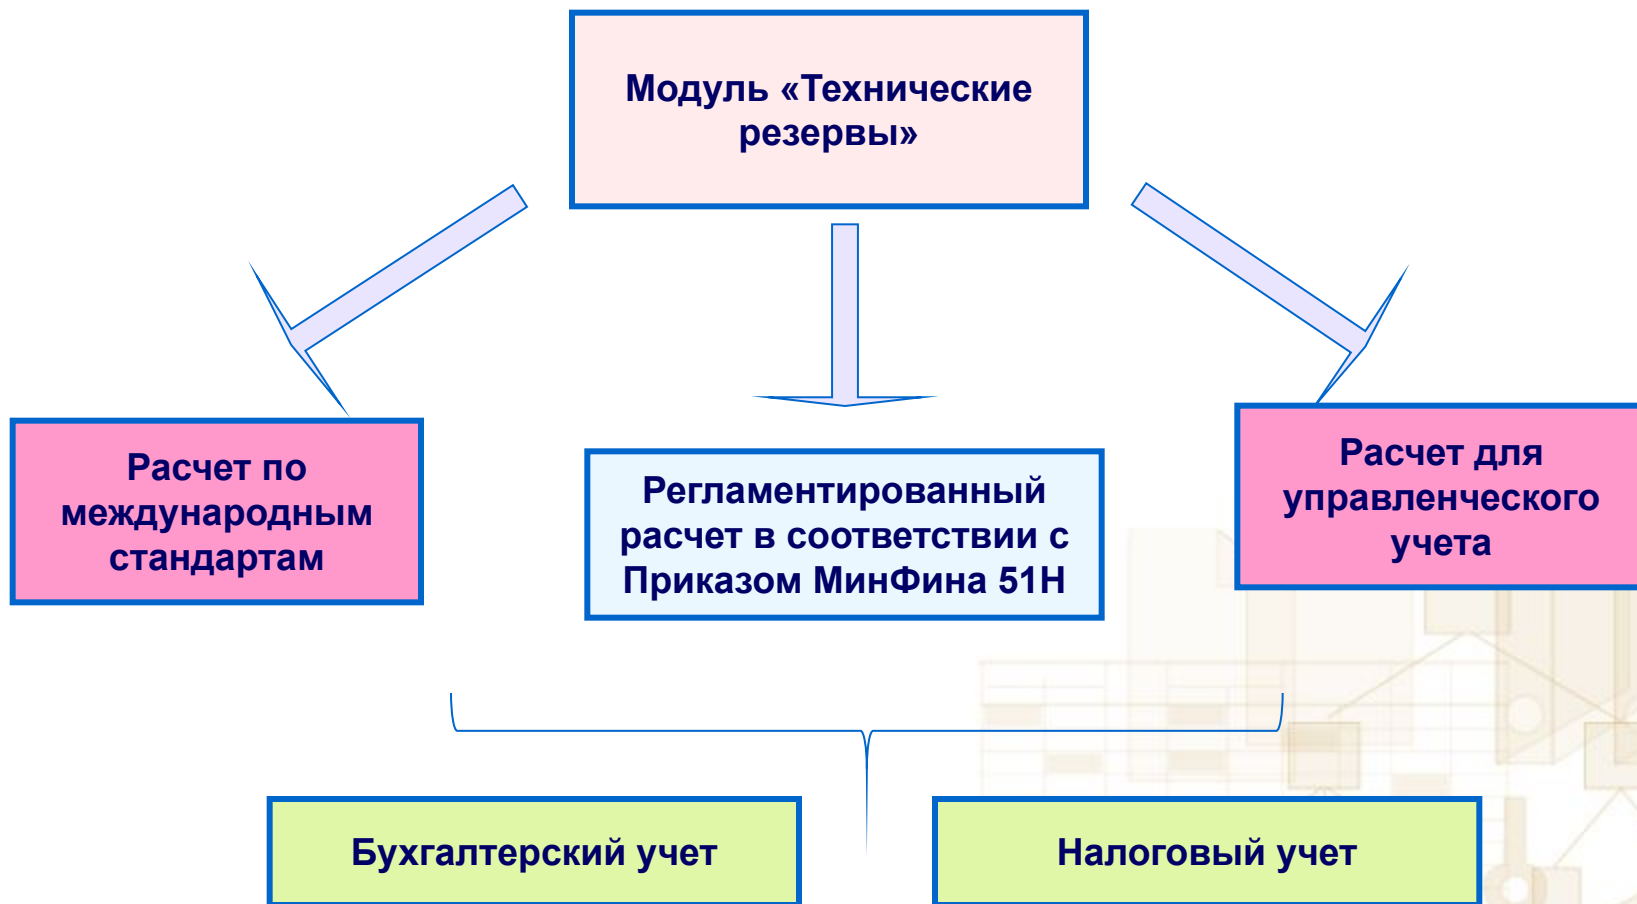 Модуль «Технические
резервы»
Расчет по
международным
стандартам
Регламентированный
расчет в соответствии с
Приказом МинФина 51Н
Расчет для
управленческого
учета
Бухгалтерский учет
Налоговый учет